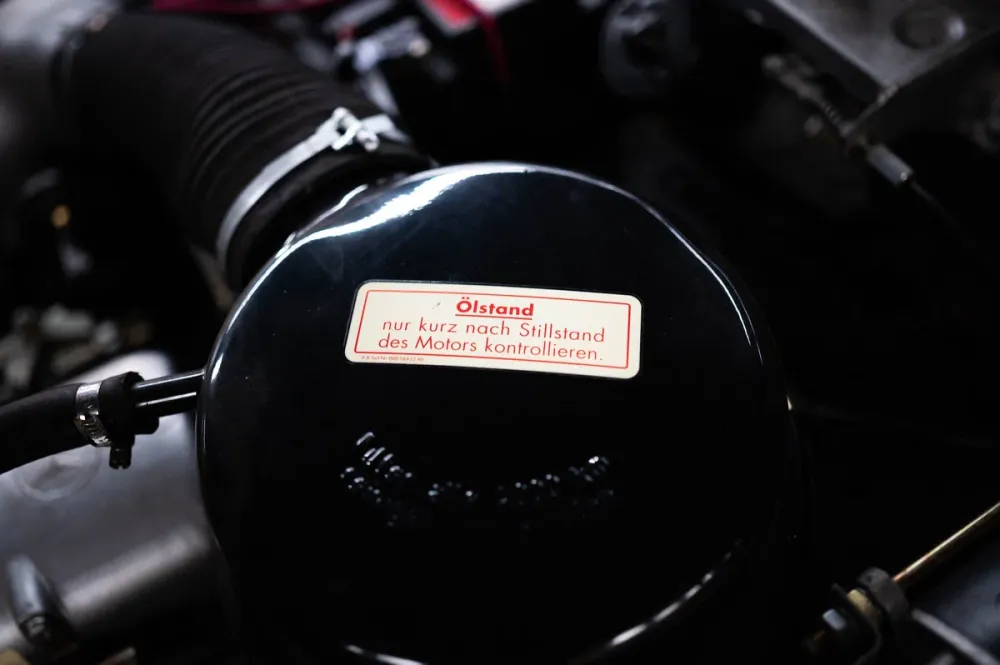 Ölstand
nur kurz nach Stillstand
des Motors kontrollieren.